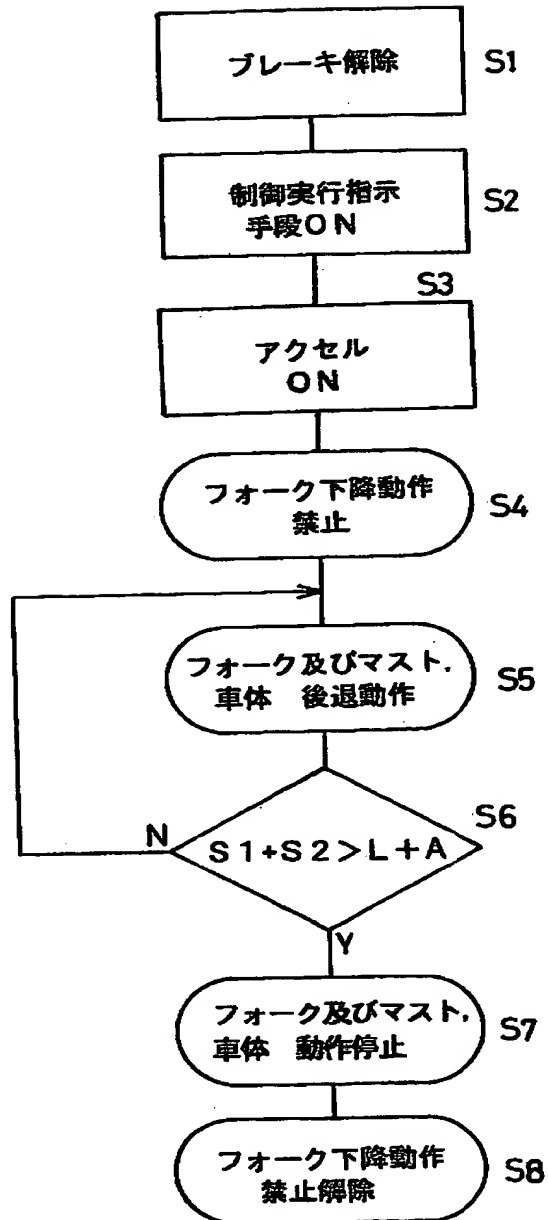 ブレーキ解除
S1
制御実行指示
手段ON
S2
S3
アクセル
ON
フォーク下降動作
禁止
S4
フォーク及びマスト,
車体 後退動作
S5
S6
N
S1+S2>L+A
Y
フォーク及びマスト,
車体 動作停止
S7
フォーク下降動作
禁止解除
S8